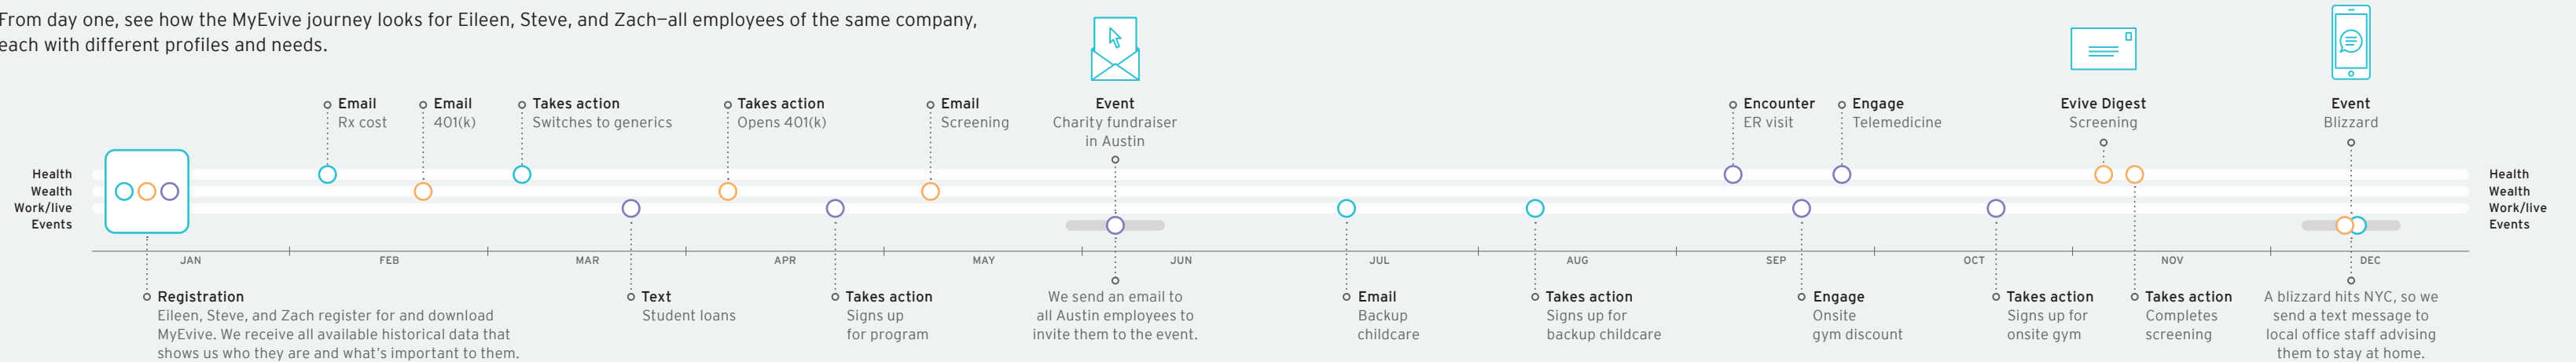 From day one, see how the MyEvive journey looks for Eileen, Steve, and Zach—all employees of the same company,
each with different profiles and needs.
Email
Rx cost
Email
401(k)
Takes action
Switches to generics
Takes action
Opens 401(k)
Email
Screening
Event
Charity fundraiser
in Austin
Encounter
ER visit
Engage
Telemedicine
Evive Digest
Screening
Event
Blizzard
Health
Wealth
Work/live
Events
Health
Wealth
Work/live
Events
JAN
FEB
MAR
APR
MAY
JUN
JUL
AUG
SEP
OCT
NOV
DEC
Registration
Eileen, Steve, and Zach register for and download
MyEvive. We receive all available historical data that
shows us who they are and what's important to them.
Text
Student loans
Takes action
Signs up
for program
We send an email to
all Austin employees to
invite them to the event.
Email
Backup
childcare
Takes action
Signs up for
backup childcare
Engage
Onsite
gym discount
Takes action
Signs up for
onsite gym
Takes action
Completes
screening
A blizzard hits NYC, so we
send a text message to
local office staff advising
them to stay at home.